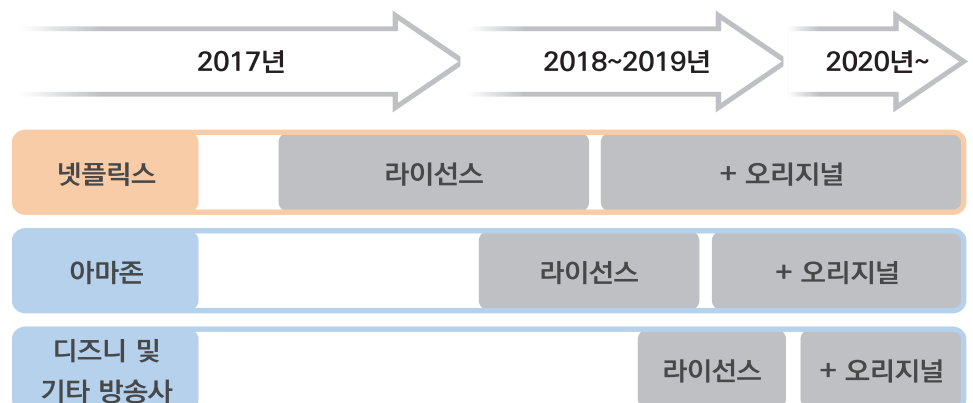 2017년 2018~2019년 2020년~
넷플릭스 라이선스 + 오리지널
아마존 라이선스 + 오리지널
디즈니 및
기타 방송사 라이선스 + 오리지널